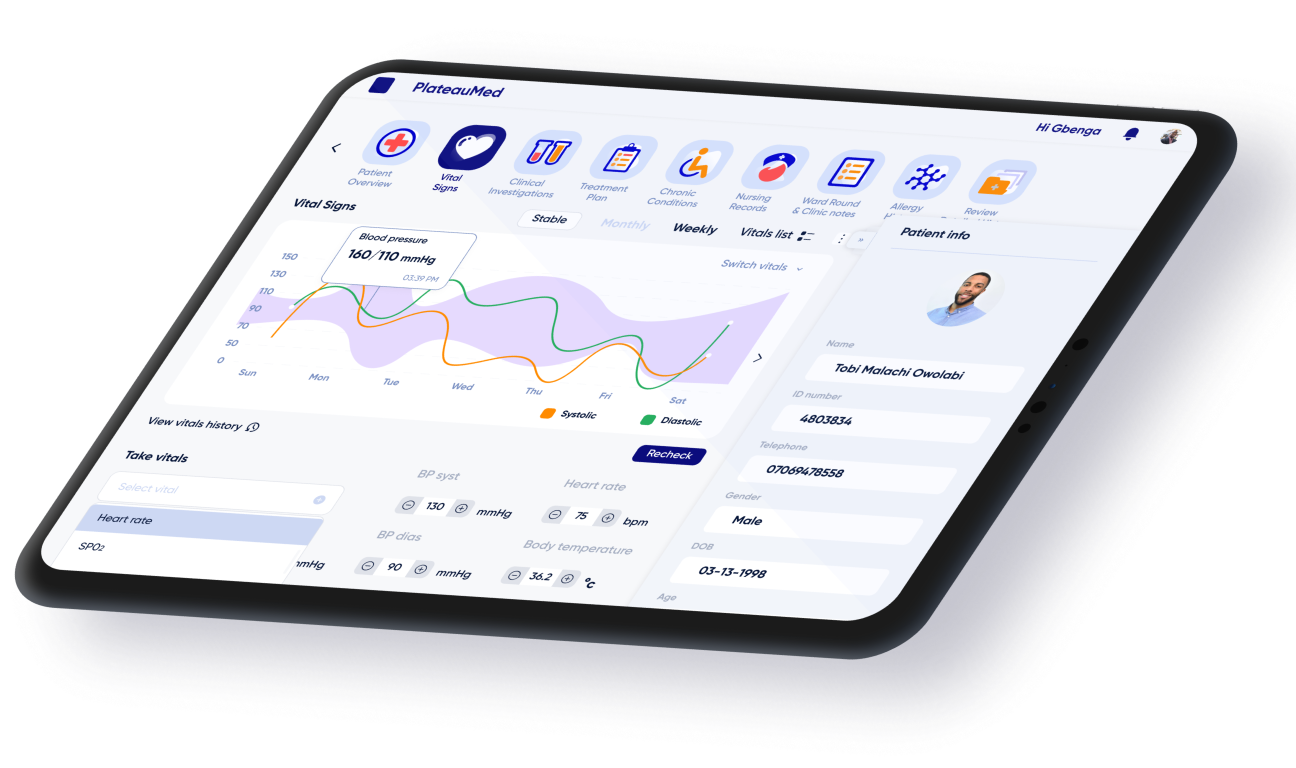 PlateauMed
Hi Gbenga
Patient
Overview
Vital
Signs
Clinical
Investigations
Treatment
Plan
Chronic
Conditions
Nursing
Records
Ward Round
& Clinic notes
Allergy
Review
Vital Signs
Stable
Monthly
Weekly
Vitals list
Switch vitals
Blood pressure
160/110 mmHg
03:39 PM
150
130
110
90
70
50
0
Sun
Mon
Tue
Wed
Thu
Fri
Sat
Systolic
Diastolic
View vitals history
Recheck
Take vitals
Select vital
Heart rate
SPO2
BP syst
130
mmHg
Heart rate
75
bpm
mmHg
BP dias
90
mmHg
Body temperature
36.2
°c
Patient info
Name
Tobi Malachi Owolabi
ID number
4803834
Telephone
07069478558
Gender
Male
DOB
03-13-1998
Age